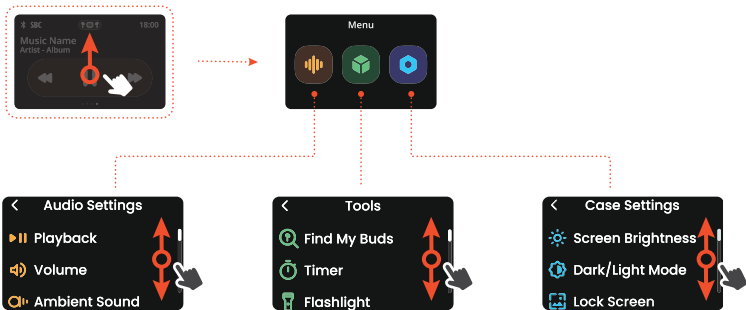 SBC
18:00
Music Name
Artist - Album
Menu
Audio Settings
Playback
Volume
Ambient Sound
Tools
Find My Buds
Timer
Flashlight
Case Settings
Screen Brightness
Dark/Light Mode
Lock Screen